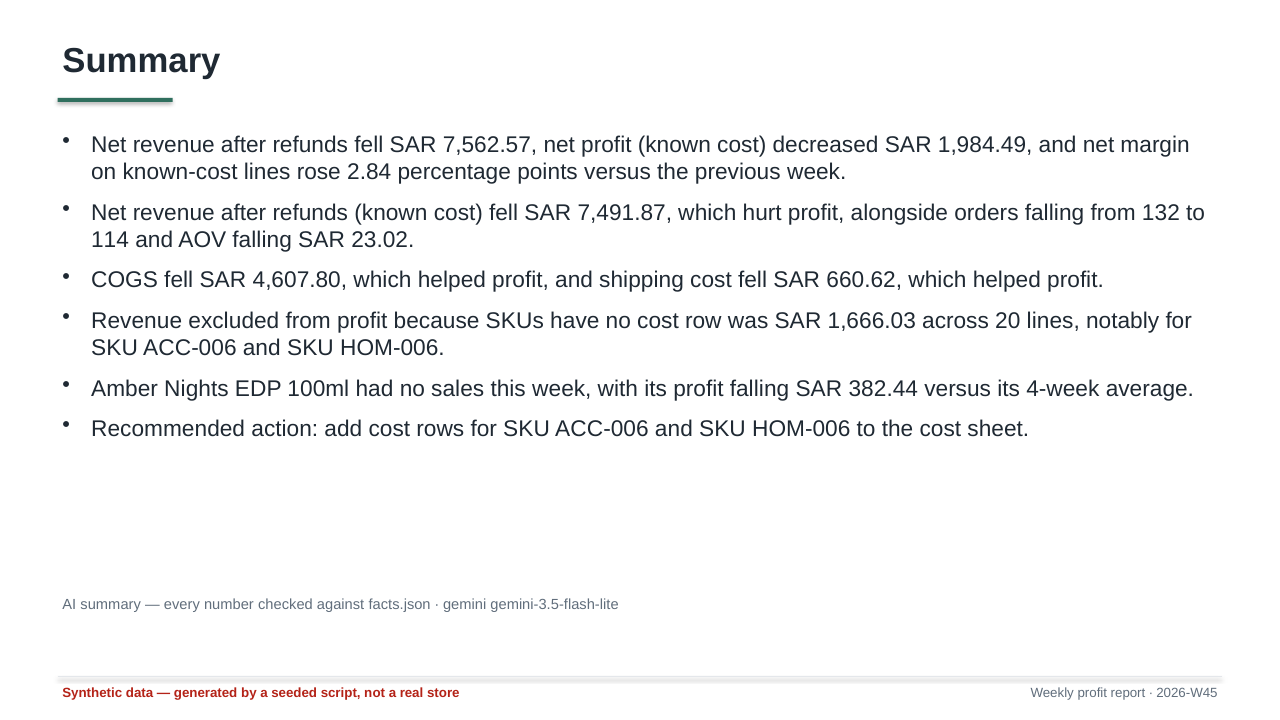 Summary
• Net revenue after refunds fell SAR 7,562.57, net profit (known cost) decreased SAR 1,984.49, and net margin
on known-cost lines rose 2.84 percentage points versus the previous week.
• Net revenue after refunds (known cost) fell SAR 7,491.87, which hurt profit, alongside orders falling from 132 to
114 and AOV falling SAR 23.02.
• COGS fell SAR 4,607.80, which helped profit, and shipping cost fell SAR 660.62, which helped profit.
• Revenue excluded from profit because SKUs have no cost row was SAR 1,666.03 across 20 lines, notably for
SKU ACC-006 and SKU HOM-006.
• Amber Nights EDP 100ml had no sales this week, with its profit falling SAR 382.44 versus its 4-week average.
• Recommended action: add cost rows for SKU ACC-006 and SKU HOM-006 to the cost sheet.
AI summary — every number checked against facts.json · gemini gemini-3.5-flash-lite
Synthetic data — generated by a seeded script, not a real store
Weekly profit report · 2026-W45